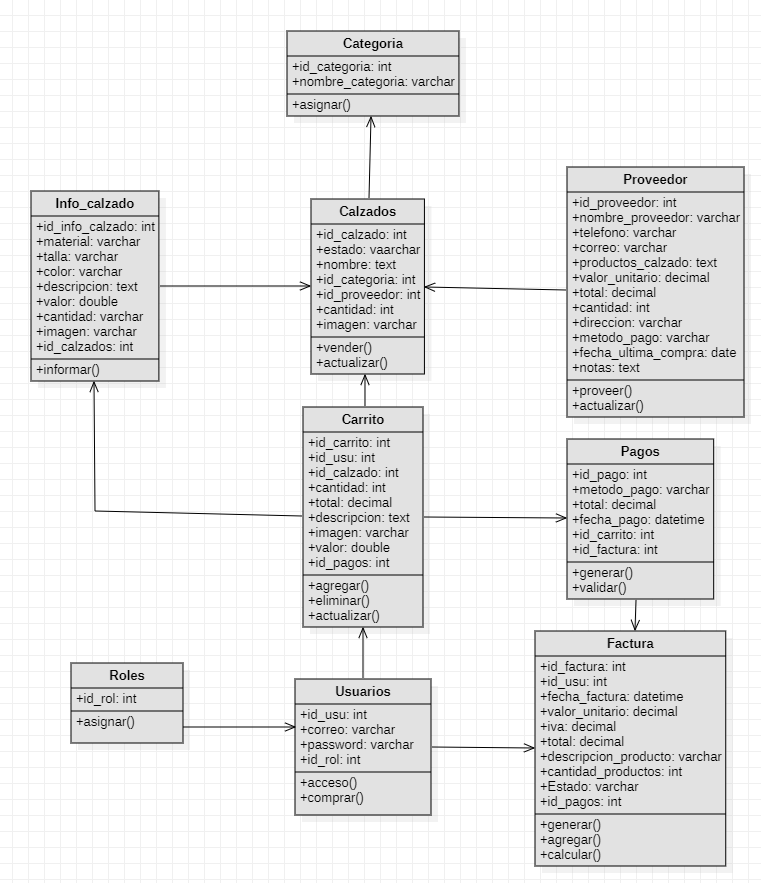 Categoria
+id_categoria: int
+nombre_categoria: varchar
+asignar()
Info_calzado
+id_info_calzado: int
+material: varchar
+talla: varchar
+color: varchar
+descripcion: text
+valor: double
+cantidad: varchar
+imagen: varchar
+id_calzados: int
+informar()
Calzados
+id_calzado: int
+estado: vaarchar
+nombre: text
+id_categoria: int
+id_proveedor: int
+cantidad: int
+imagen: varchar
+vender()
+actualizar()
Proveedor
+id_proveedor: int
+nombre_proveedor: varchar
+telefono: varchar
+correo: varchar
+productos_calzado: text
+valor_unitario: decimal
+total: decimal
+cantidad: int
+direccion: varchar
+metodo_pago: varchar
+fecha_ultima_compra: date
+notas: text
+proveer()
+actualizar()
Carrito
+id_carrito: int
+id_usu: int
+id_calzado: int
+cantidad: int
+total: decimal
+descripcion: text
+imagen: varchar
+valor: double
+id_pagos: int
+agregar()
+eliminar()
+actualizar()
Pagos
+id_pago: int
+metodo_pago: varchar
+total: decimal
+fecha_pago: datetime
+id_carrito: int
+id_factura: int
+generar()
+validar()
Roles
+id_rol: int
+asignar()
Usuarios
+id_usu: int
+correo: varchar
+password: varchar
+id_rol: int
+acceso()
+comprar()
Factura
+id_factura: int
+id_usu: int
+fecha_factura: datetime
+valor_unitario: decimal
+iva: decimal
+total: decimal
+descripcion_producto: varchar
+cantidad_productos: int
+Estado: varchar
+id_pagos: int
+generar()
+agregar()
+calcular()